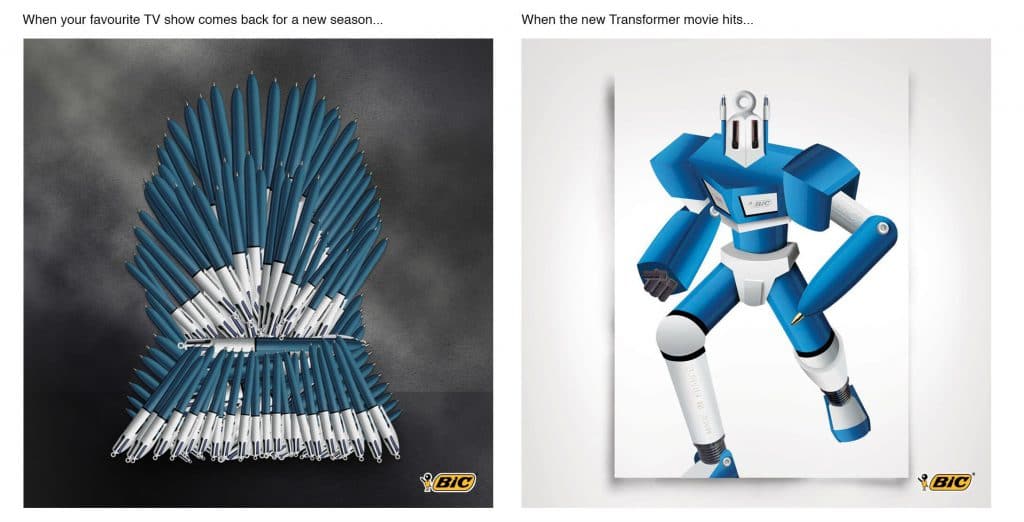 When your favourite TV show comes back for a new season...
When the new Transformer movie hits...
BiC
BiC
BiC